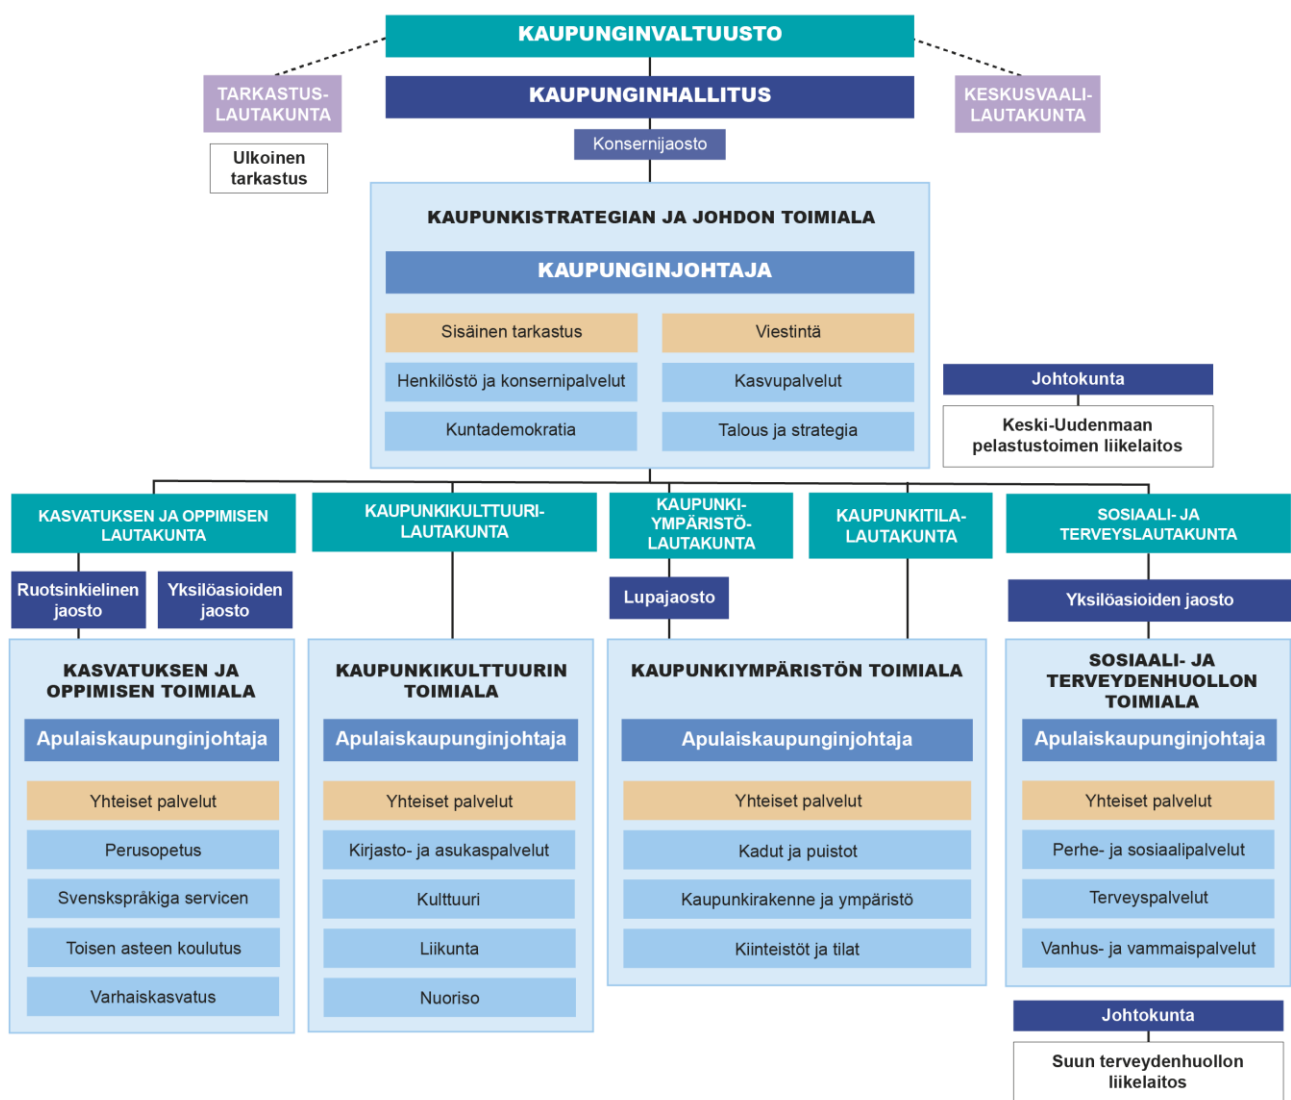 KAUPUNGINVALTUUSTO
TARKASTUS-
LAUTAKUNTA
KAUPUNGINHALLITUS
KESKUSVAALI-
LAUTAKUNTA
Konsernijaosto
Ulkoinen
tarkastus
KAUPUNKISTRATEGIAN JA JOHDON TOIMIALA
KAUPUNGINJOHTAJA
Sisäinen tarkastus
Viestintä
Henkilöstö ja konsernipalvelut
Kasvupalvelut
Kuntademokratia
Talous ja strategia
Johtokunta
Keski-Uudenmaan
pelastustoimen liikelaitos
KASVATUKSEN JA OPPIMISEN
LAUTAKUNTA
KAUPUNKIKULTTUURI-
LAUTAKUNTA
KAUPUNKI-
YMPÄRISTÖ-
LAUTAKUNTA
KAUPUNKITILA-
LAUTAKUNTA
SOSIAALI- JA
TERVEYSLAUTAKUNTA
Ruotsinkielinen
jaosto
Yksilöasioiden
jaosto
Lupajaosto
Yksilöasioiden jaosto
KASVATUKSEN JA
OPPIMISEN TOIMIALA
Apulaiskaupunginjohtaja
Yhteiset palvelut
Perusopetus
Svenskspråkiga servicen
Toisen asteen koulutus
Varhaiskasvatus
KAUPUNKIKULTTUURIN
TOIMIALA
Apulaiskaupunginjohtaja
Yhteiset palvelut
Kirjasto- ja asukaspalvelut
Kulttuuri
Liikunta
Nuoriso
KAUPUNKIYMPÄRISTÖN TOIMIALA
Apulaiskaupunginjohtaja
Yhteiset palvelut
Kadut ja puistot
Kaupunkirakenne ja ympäristö
Kiinteistöt ja tilat
SOSIAALI- JA
TERVEYDENHUOLLON
TOIMIALA
Apulaiskaupunginjohtaja
Yhteiset palvelut
Perhe- ja sosiaalipalvelut
Terveyspalvelut
Vanhus- ja vammaispalvelut
Johtokunta
Suun terveydenhuollon
liikelaitos